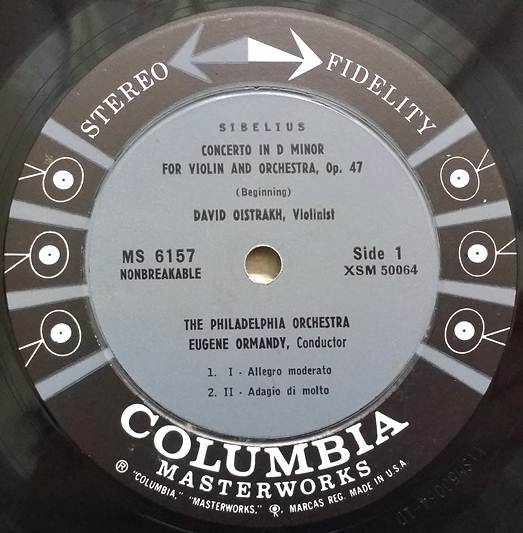 STEREO FIDELITY
SIBELIUS
CONCERTO IN D MINOR
FOR VIOLIN AND ORCHESTRA, Op. 47
(Beginning)
DAVID OISTRAKH, Violinist
MS 6157
NONBREAKABLE
Side 1
XSM 50064
THE PHILADELPHIA ORCHESTRA
EUGENE ORMANDY, Conductor
1. I - Allegro moderato
2. II - Adagio di molto
COLUMBIA
MASTERWORKS
Ⓡ "COLUMBIA," "MASTERWORKS," Ⓡ. MARCAS REG. MADE IN U.S.A.